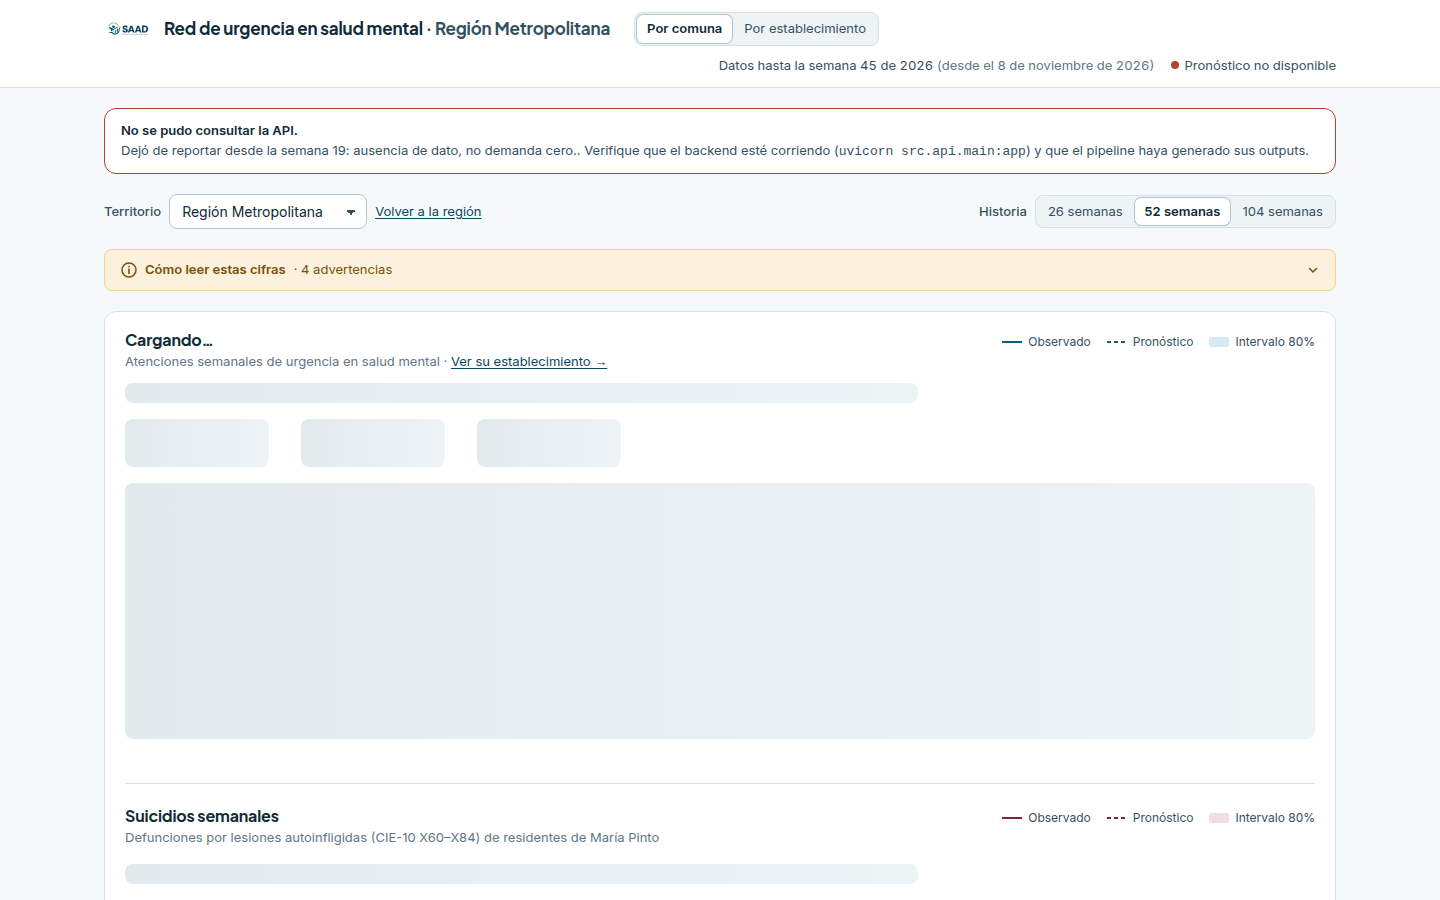 SAAD
Red de urgencia en salud mental · Región Metropolitana
Por comuna
Por establecimiento
Datos hasta la semana 45 de 2026 (desde el 8 de noviembre de 2026)
Pronóstico no disponible
No se pudo consultar la API.
Dejó de reportar desde la semana 19: ausencia de dato, no demanda cero.. Verifique que el backend esté corriendo (uvicorn src.api.main:app) y que el pipeline haya generado sus outputs.
Territorio
Región Metropolitana
Volver a la región
Historia
26 semanas
52 semanas
104 semanas
Cómo leer estas cifras · 4 advertencias
Cargando…
Observado
Pronóstico
Intervalo 80%
Atenciones semanales de urgencia en salud mental · Ver su establecimiento →
Suicidios semanales
Observado
Pronóstico
Intervalo 80%
Defunciones por lesiones autoinfligidas (CIE-10 X60–X84) de residentes de María Pinto